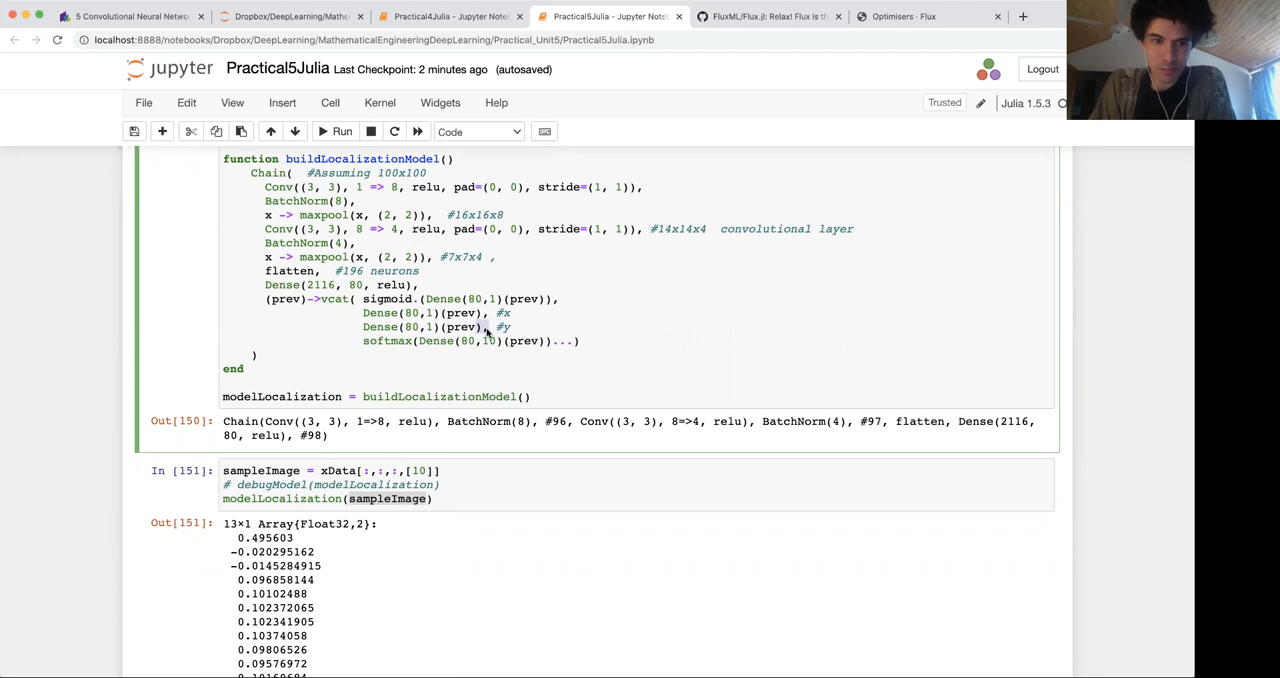 5 Convolutional Neural Netwo
Dropbox/DeepLearning/Mathe
Practical4Julia - Jupyter Note
Practical5Julia - Jupyter Note
FluxML/Flux.jl: Relax! Flux is th
Optimisers · Flux
localhost:8888/notebooks/Dropbox/DeepLearning/MathematicalEngineeringDeepLearning/Practical_Unit5/Practical5Julia.ipynb
jupyter Practical5Julia Last Checkpoint: 2 minutes ago (autosaved)
Logout
File Edit View Insert Cell Kernel Widgets Help
Trusted
Julia 1.5.3
Run
Code
function buildLocalizationModel()
Chain( #Assuming 100x100
Conv((3, 3), 1 => 8, relu, pad=(0, 0), stride=(1, 1)),
BatchNorm(8),
x -> maxpool(x, (2, 2)), #16x16x8
Conv((3, 3), 8 => 4, relu, pad=(0, 0), stride=(1, 1)), #14x14x4 convolutional layer
BatchNorm(4),
x -> maxpool(x, (2, 2)), #7x7x4 ,
flatten, #196 neurons
Dense(2116, 80, relu),
(prev)->vcat( sigmoid.(Dense(80,1)(prev)),
Dense(80,1)(prev), #x
Dense(80,1)(prev), #y
softmax(Dense(80,10)(prev))...)
)
end
modelLocalization = buildLocalizationModel()
Out[150]: Chain(Conv((3, 3), 1=>8, relu), BatchNorm(8), #96, Conv((3, 3), 8=>4, relu), BatchNorm(4), #97, flatten, Dense(2116,
80, relu), #98)
In [151]: sampleImage = xData[:,:,:,[10]]
# debugModel(modelLocalization)
modelLocalization(sampleImage)
Out[151]: 13×1 Array{Float32,2}:
0.495603
-0.020295162
-0.0145284915
0.096858144
0.10102488
0.102372065
0.102341905
0.10374058
0.09806526
0.09576972